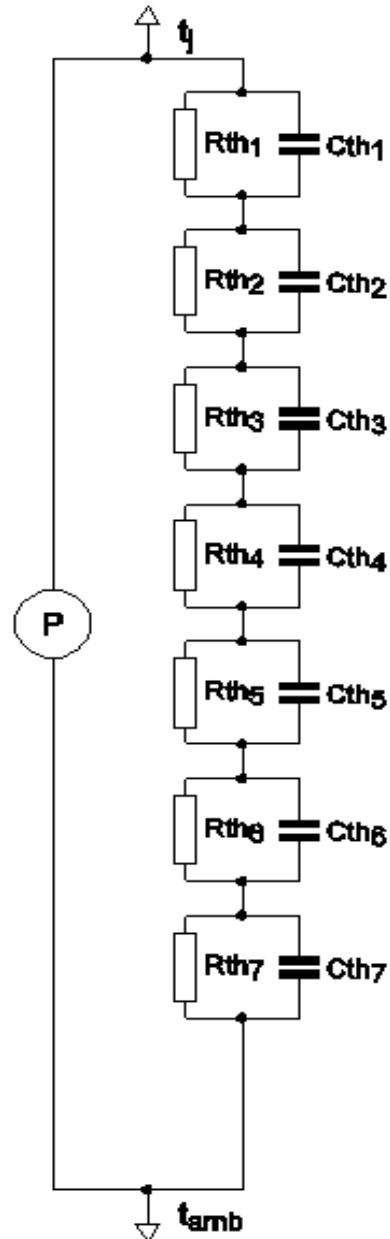 tj
Rth1 Cth1
Rth2 Cth2
Rth3 Cth3
Rth4 Cth4
P
Rth5 Cth5
Rth6 Cth6
Rth7 Cth7
tamb